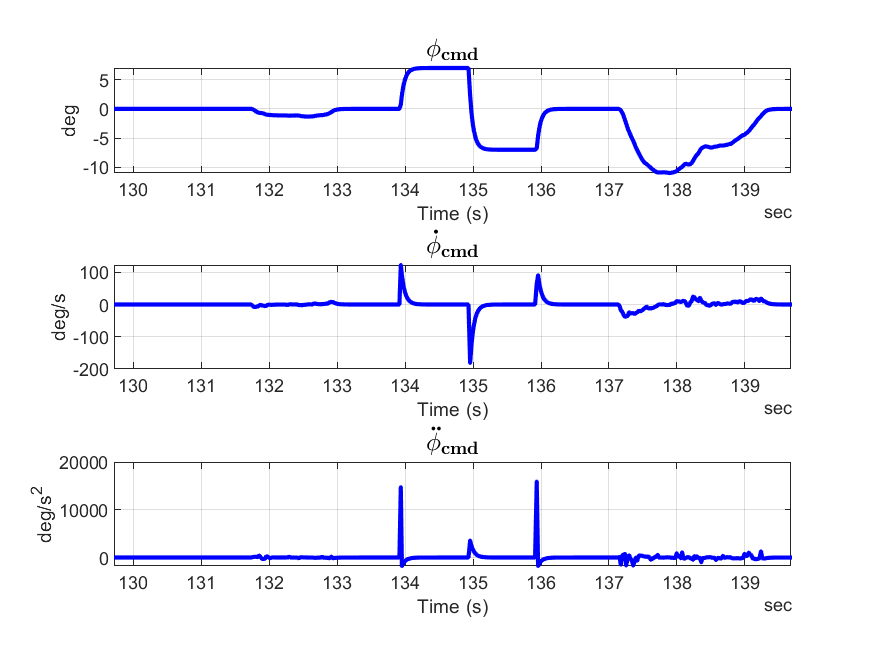 ϕcmd
5
0
-5
-10
deg
130 131 132 133 134 135 136 137 138 139
Time (s)
sec
ϕ̇cmd
100
0
-100
-200
deg/s
130 131 132 133 134 135 136 137 138 139
Time (s)
sec
ϕ̈cmd
20000
10000
0
deg/s²
130 131 132 133 134 135 136 137 138 139
Time (s)
sec